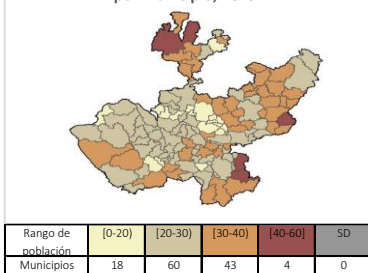 Rango de población [0-20) [20-30) [30-40) [40-60] SD
Municipios 18 60 43 4 0